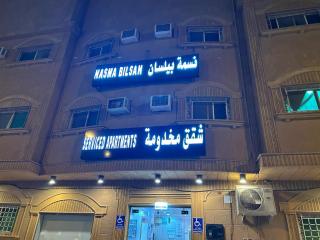 NASMA BILSAN نسمة بيلسان
SERVICED APARTMENTS شقق مخدومة